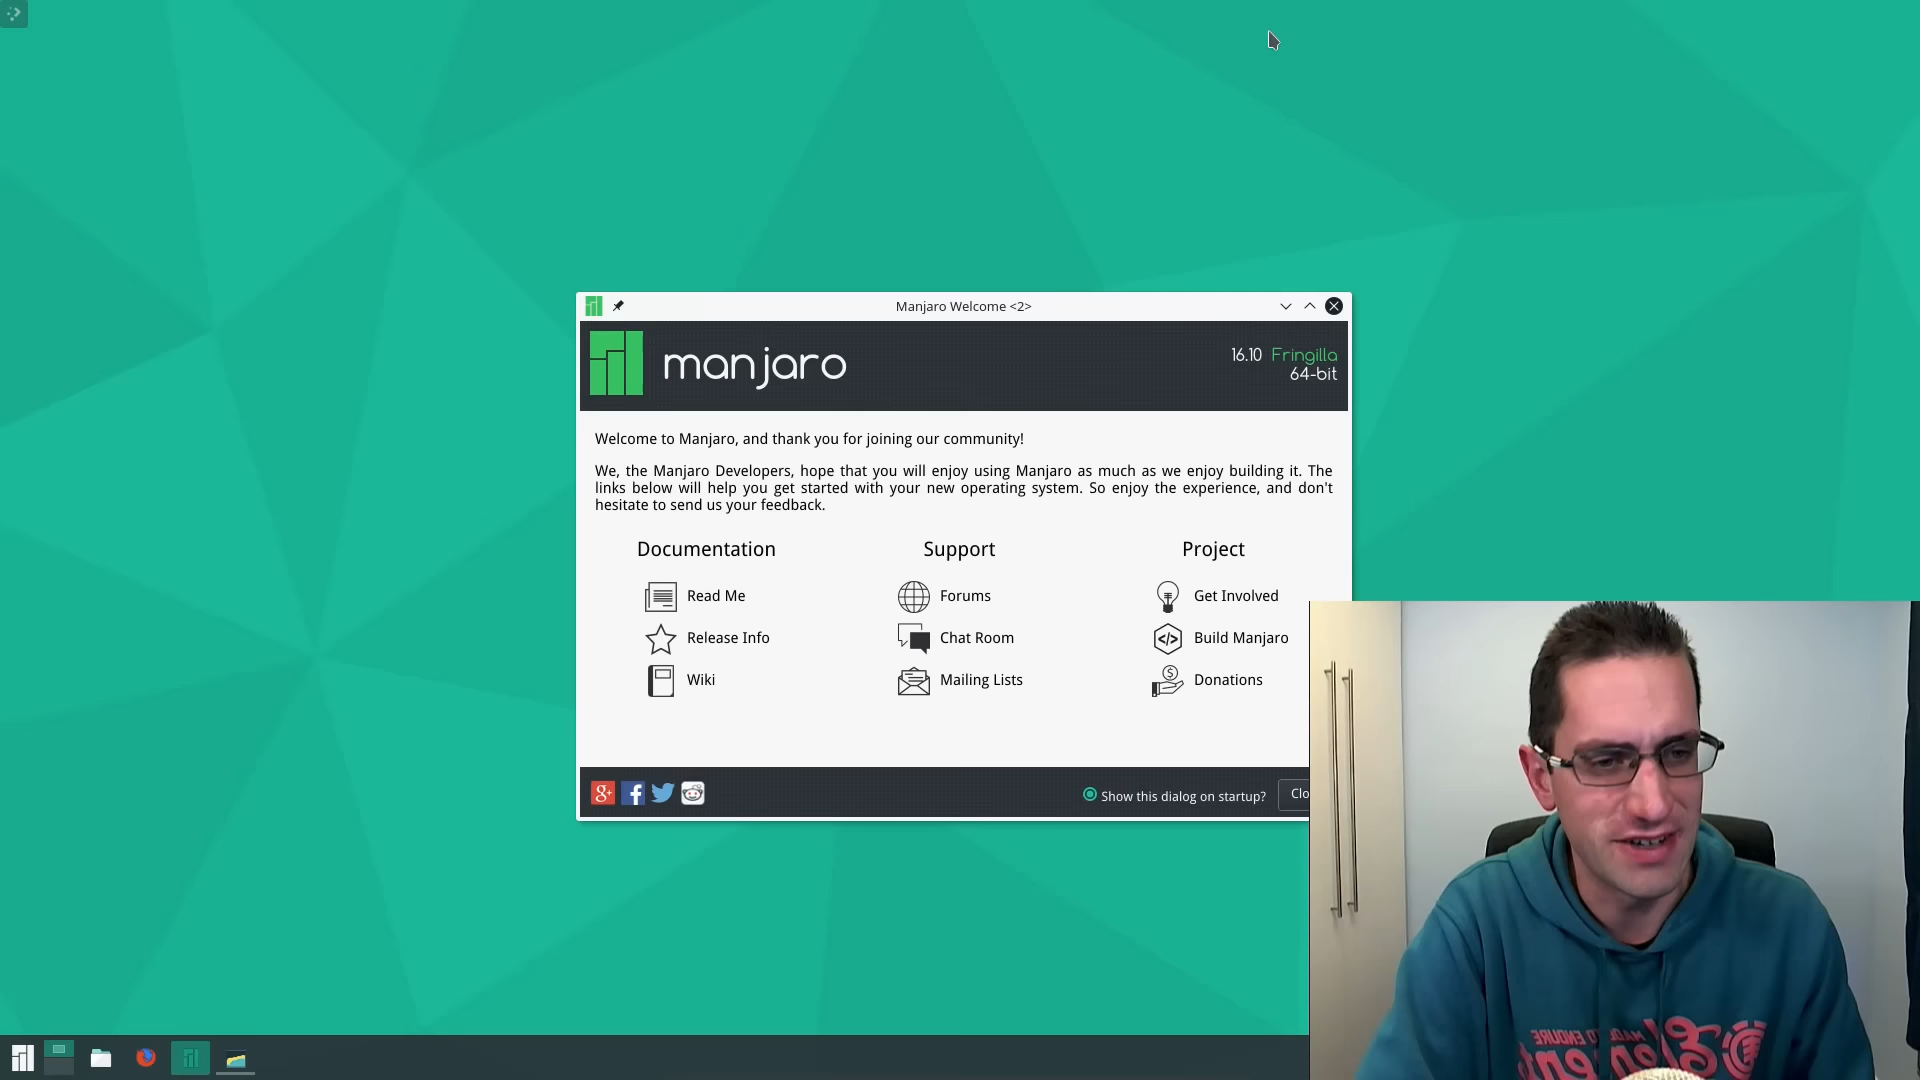 Manjaro Welcome <2>
manjaro
16.10 Fringilla
64-bit
Welcome to Manjaro, and thank you for joining our community!
We, the Manjaro Developers, hope that you will enjoy using Manjaro as much as we enjoy building it. The
links below will help you get started with your new operating system. So enjoy the experience, and don't
hesitate to send us your feedback.
Documentation
Support
Project
Read Me
Forums
Get Involved
Release Info
Chat Room
Build Manjaro
Wiki
Mailing Lists
Donations
g+
f
Show this dialog on startup?
Clo
MADE TO ENDURE